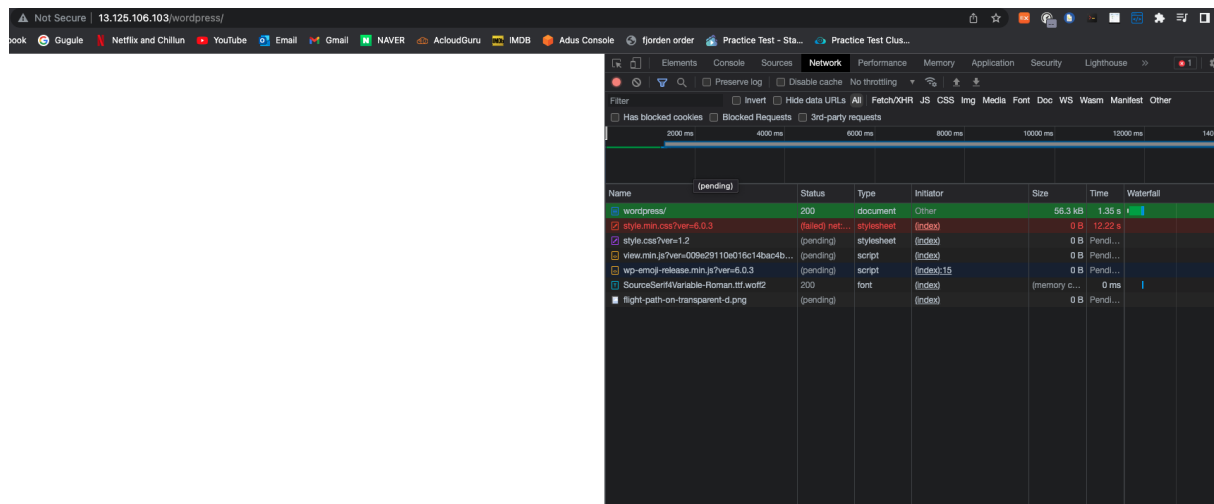 Not Secure 13.125.106.103/wordpress/
book Gugule Netflix and Chillun YouTube Email Gmail NAVER AcloudGuru IMDB Adus Console fjorden order Practice Test - Sta... Practice Test Clus...
Elements Console Sources Network Performance Memory Application Security Lighthouse » 1
Preserve log Disable cache No throttling
Filter Invert Hide data URLs All Fetch/XHR JS CSS Img Media Font Doc WS Wasm Manifest Other
Has blocked cookies Blocked Requests 3rd-party requests
2000 ms 4000 ms 6000 ms 8000 ms 10000 ms 12000 ms 140
(pending)
Name Status Type Initiator Size Time Waterfall
wordpress/ 200 document Other 56.3 kB 1.35 s
style.min.css?ver=6.0.3 (failed) net:... stylesheet (index) 0 B 12.22 s
style.css?ver=1.2 (pending) stylesheet (index) 0 B Pendi...
view.min.js?ver=009e29110e016c14bac4b... (pending) script (index) 0 B Pendi...
wp-emoji-release.min.js?ver=6.0.3 (pending) script (index):15 0 B Pendi...
SourceSerif4Variable-Roman.ttf.woff2 200 font (index) (memory c... 0 ms
flight-path-on-transparent-d.png (pending) (index) 0 B Pendi...